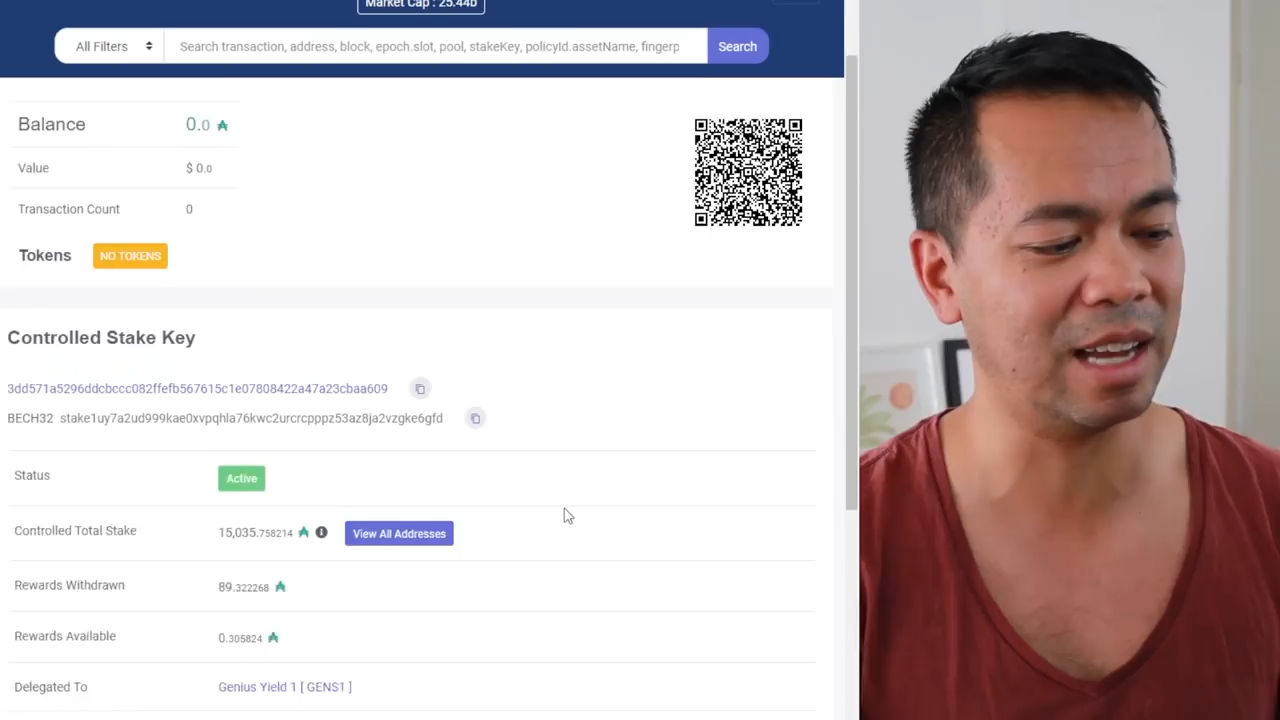 Market Cap : 25.44b
All Filters Search transaction, address, block, epoch.slot, pool, stakeKey, policyId.assetName, fingerp Search
Balance 0.0
Value $ 0.0
Transaction Count 0
Tokens NO TOKENS
Controlled Stake Key
3dd571a5296ddcbccc082ffefb567615c1e07808422a47a23cbaa609
BECH32 stake1uy7a2ud999kae0xvpqhla76kwc2urcrcpppz53az8ja2vzgke6gfd
Status Active
Controlled Total Stake 15,035.758214 View All Addresses
Rewards Withdrawn 89.322268
Rewards Available 0.305824
Delegated To Genius Yield 1 [ GENS1 ]